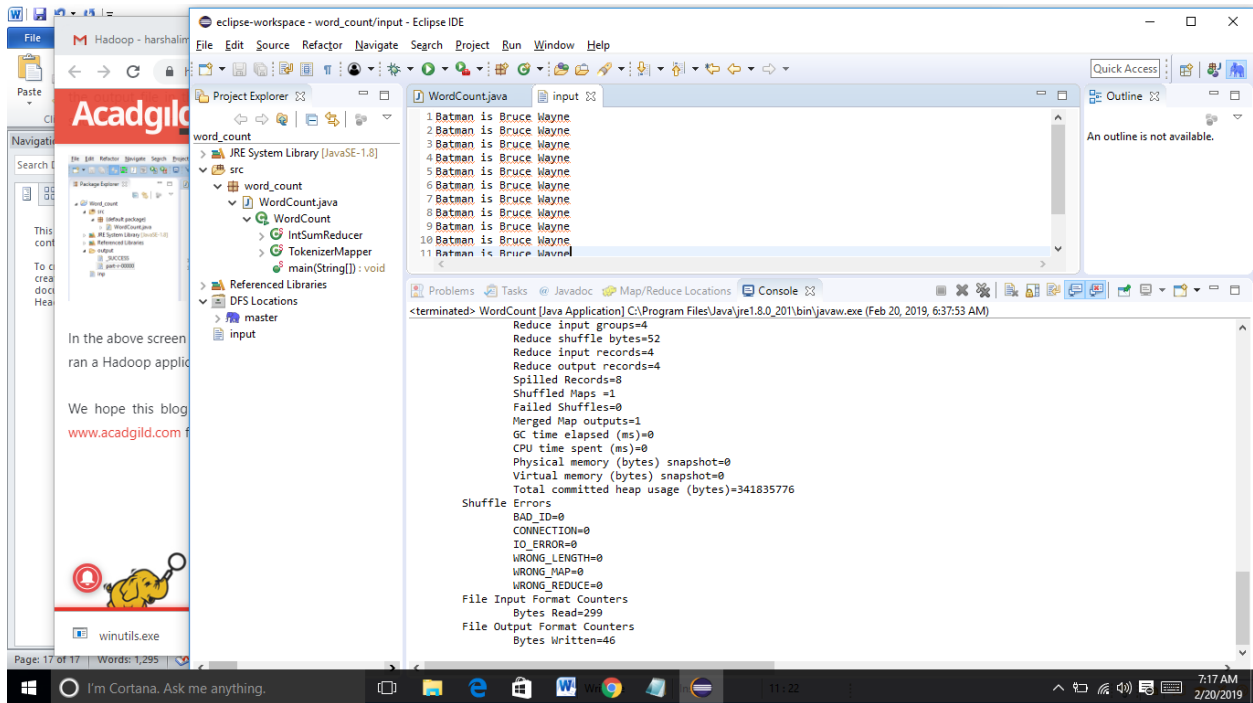 File
Hadoop - harshalim
Paste
Acadgild
Navigati
Search D
This
cont
To c
crea
docu
Head
In the above screen
ran a Hadoop applic
We hope this blog
www.acadgild.com f
winutils.exe
Page: 17 of 17 Words: 1,295
eclipse-workspace - word_count/input - Eclipse IDE
File Edit Source Refactor Navigate Search Project Run Window Help
Quick Access
Project Explorer
word_count
JRE System Library [JavaSE-1.8]
src
word_count
WordCount.java
WordCount
IntSumReducer
TokenizerMapper
main(String[]) : void
Referenced Libraries
DFS Locations
master
input
WordCount.java input
1 Batman is Bruce Wayne
2 Batman is Bruce Wayne
3 Batman is Bruce Wayne
4 Batman is Bruce Wayne
5 Batman is Bruce Wayne
6 Batman is Bruce Wayne
7 Batman is Bruce Wayne
8 Batman is Bruce Wayne
9 Batman is Bruce Wayne
10 Batman is Bruce Wayne
11 Batman is Bruce Wayne
Outline
An outline is not available.
Problems Tasks @ Javadoc Map/Reduce Locations Console
<terminated> WordCount [Java Application] C:\Program Files\Java\jre1.8.0_201\bin\javaw.exe (Feb 20, 2019, 6:37:53 AM)
Reduce input groups=4
Reduce shuffle bytes=52
Reduce input records=4
Reduce output records=4
Spilled Records=8
Shuffled Maps =1
Failed Shuffles=0
Merged Map outputs=1
GC time elapsed (ms)=0
CPU time spent (ms)=0
Physical memory (bytes) snapshot=0
Virtual memory (bytes) snapshot=0
Total committed heap usage (bytes)=341835776
Shuffle Errors
BAD_ID=0
CONNECTION=0
IO_ERROR=0
WRONG_LENGTH=0
WRONG_MAP=0
WRONG_REDUCE=0
File Input Format Counters
Bytes Read=299
File Output Format Counters
Bytes Written=46
I'm Cortana. Ask me anything.
11 : 22
7:17 AM
2/20/2019